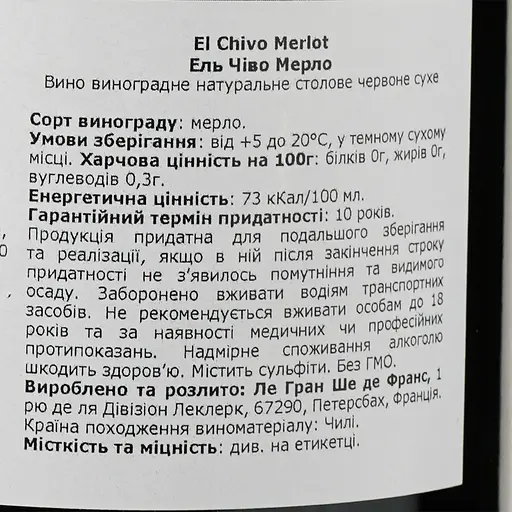 El Chivo Merlot
Ель Чіво Мерло
Вино виноградне натуральне столове червоне сухе
Сорт винограду: мерло.
Умови зберігання: від +5 до 20°С, у темному сухому
місці. Харчова цінність на 100г: білків 0г, жирів 0г,
вуглеводів 0,3г.
Енергетична цінність: 73 кКал/100 мл.
Гарантійний термін придатності: 10 років.
Продукція придатна для подальшого зберігання
та реалізації, якщо в ній після закінчення строку
придатності не з’явилось помутніння та видимого
осаду. Заборонено вживати водіям транспортних
засобів. Не рекомендується вживати особам до 18
років та за наявності медичних чи професійних
протипоказань. Надмірне споживання алкоголю
шкодить здоров’ю. Містить сульфіти. Без ГМО.
Вироблено та розлито: Ле Гран Ше де Франс, 1
рю де ля Дівізіон Леклерк, 67290, Петерсбах, Франція.
Країна походження виноматеріалу: Чилі.
Місткість та міцність: див. на етикетці.